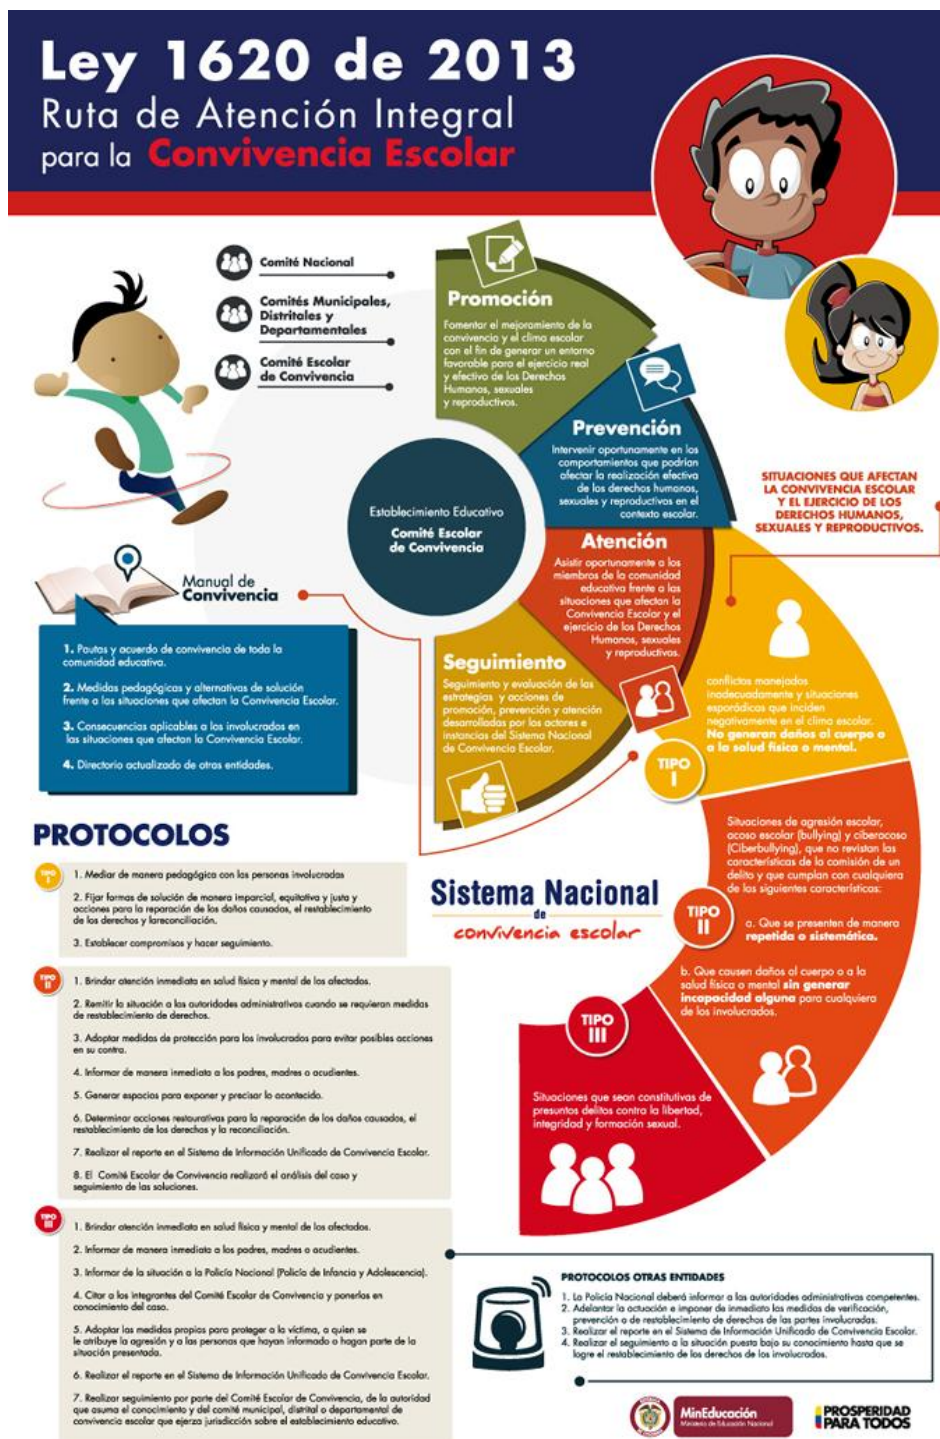 Ley 1620 de 2013
Ruta de Atención Integral
para la Convivencia Escolar
Comité Nacional
Comités Municipales,
Distritales y
Departamentales
Comité Escolar
de Convivencia
Promoción
Fomentar el mejoramiento de la
convivencia y el clima escolar
con el fin de generar un entorno
favorable para el ejercicio real
y efectivo de los Derechos
Humanos, sexuales
y reproductivos.
Prevención
Intervenir oportunamente en los
comportamientos que podrían
afectar la realización efectiva
de los derechos humanos,
sexuales y reproductivos en el
contexto escolar.
SITUACIONES QUE AFECTAN
LA CONVIVENCIA ESCOLAR
Y EL EJERCICIO DE LOS
DERECHOS HUMANOS,
SEXUALES Y REPRODUCTIVOS.
Establecimiento Educativo
Comité Escolar
de Convivencia
Atención
Asistir oportunamente a los
miembros de la comunidad
educativa frente a las
situaciones que afectan la
Convivencia Escolar y el
ejercicio de los Derechos
Humanos, sexuales
y reproductivos.
Manual de
Convivencia
1. Pautas y acuerdo de convivencia de toda la
comunidad educativa.
2. Medidas pedagógicas y alternativas de solución
frente a las situaciones que afectan la Convivencia Escolar.
3. Consecuencias aplicables a los involucrados en
las situaciones que afectan la Convivencia Escolar.
4. Directorio actualizado de otras entidades.
Seguimiento
Seguimiento y evaluación de las
estrategias y acciones de
promoción, prevención y atención
desarrolladas por los actores e
instancias del Sistema Nacional
de Convivencia Escolar.
conflictos manejados
inadecuadamente y situaciones
esporádicas que inciden
negativamente en el clima escolar.
No generan daños al cuerpo o
a la salud física o mental.
TIPO
I
Situaciones de agresión escolar,
acoso escolar (bullying) y ciberacoso
(Ciberbullying), que no revistan las
características de la comisión de un
delito y que cumplan con cualquiera
de las siguientes características:
TIPO
II
a. Que se presenten de manera
repetida o sistemática.
b. Que causen daños al cuerpo o a la
salud física o mental sin generar
incapacidad alguna para cualquiera
de los involucrados.
TIPO
III
Situaciones que sean constitutivas de
presuntos delitos contra la libertad,
integridad y formación sexual.
Sistema Nacional
de
convivencia escolar
PROTOCOLOS
TIPO
I
1. Mediar de manera pedagógica con las personas involucradas
2. Fijar formas de solución de manera imparcial, equitativa y justa y
acciones para la reparación de los daños causados, el restablecimiento
de los derechos y lareconciliación.
3. Establecer compromisos y hacer seguimiento.
TIPO
II
1. Brindar atención inmediata en salud física y mental de los afectados.
2. Remitir la situación a las autoridades administrativas cuando se requieran medidas
de restablecimiento de derechos.
3. Adoptar medidas de protección para los involucrados para evitar posibles acciones
en su contra.
4. Informar de manera inmediata a los padres, madres o acudientes.
5. Generar espacios para exponer y precisar lo acontecido.
6. Determinar acciones restaurativas para la reparación de los daños causados, el
restablecimiento de los derechos y la reconciliación.
7. Realizar el reporte en el Sistema de Información Unificado de Convivencia Escolar.
8. El Comité Escolar de Convivencia realizará el análisis del caso y
seguimiento de las soluciones.
TIPO
III
1. Brindar atención inmediata en salud física y mental de los afectados.
2. Informar de manera inmediata a los padres, madres o acudientes.
3. Informar de la situación a la Policía Nacional (Policía de Infancia y Adolescencia).
4. Citar a los integrantes del Comité Escolar de Convivencia y ponerlos en
conocimiento del caso.
5. Adoptar las medidas propias para proteger a la víctima, a quien se
le atribuye la agresión y a las personas que hayan informado o hagan parte de la
situación presentada.
6. Realizar el reporte en el Sistema de Información Unificado de Convivencia Escolar.
7. Realizar seguimiento por parte del Comité Escolar de Convivencia, de la autoridad
que asuma el conocimiento y del comité municipal, distrital o departamental de
convivencia escolar que ejerza jurisdicción sobre el establecimiento educativo.
PROTOCOLOS OTRAS ENTIDADES
1. La Policía Nacional deberá informar a las autoridades administrativas competentes.
2. Adelantar la actuación e imponer de inmediato las medidas de verificación,
prevención o de restablecimiento de derechos de las partes involucradas.
3. Realizar el reporte en el Sistema de Información Unificado de Convivencia Escolar.
4. Realizar el seguimiento a la situación puesta bajo su conocimiento hasta que se
logre el restablecimiento de los derechos de los involucrados.
MinEducación
Ministerio de Educación Nacional
PROSPERIDAD
PARA TODOS